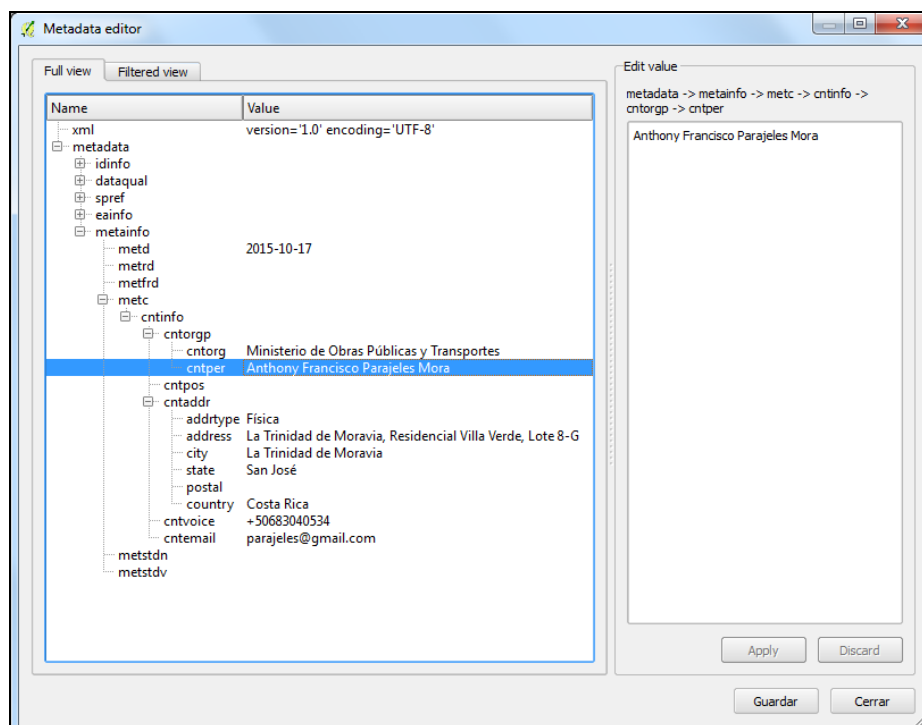 Metadata editor
Full view Filtered view
Name Value
xml version='1.0' encoding='UTF-8'
metadata
idinfo
dataqual
spref
eainfo
metainfo
metd 2015-10-17
metrd
metfrd
metc
cntinfo
cntorgp
cntorg Ministerio de Obras Públicas y Transportes
cntper Anthony Francisco Parajeles Mora
cntpos
cntaddr
addrtype Física
address La Trinidad de Moravia, Residencial Villa Verde, Lote 8-G
city La Trinidad de Moravia
state San José
postal
country Costa Rica
cntvoice +50683040534
cntemail parajeles@gmail.com
metstdn
metstdv
Edit value
metadata -> metainfo -> metc -> cntinfo ->
cntorgp -> cntper
Anthony Francisco Parajeles Mora
Apply Discard
Guardar Cerrar